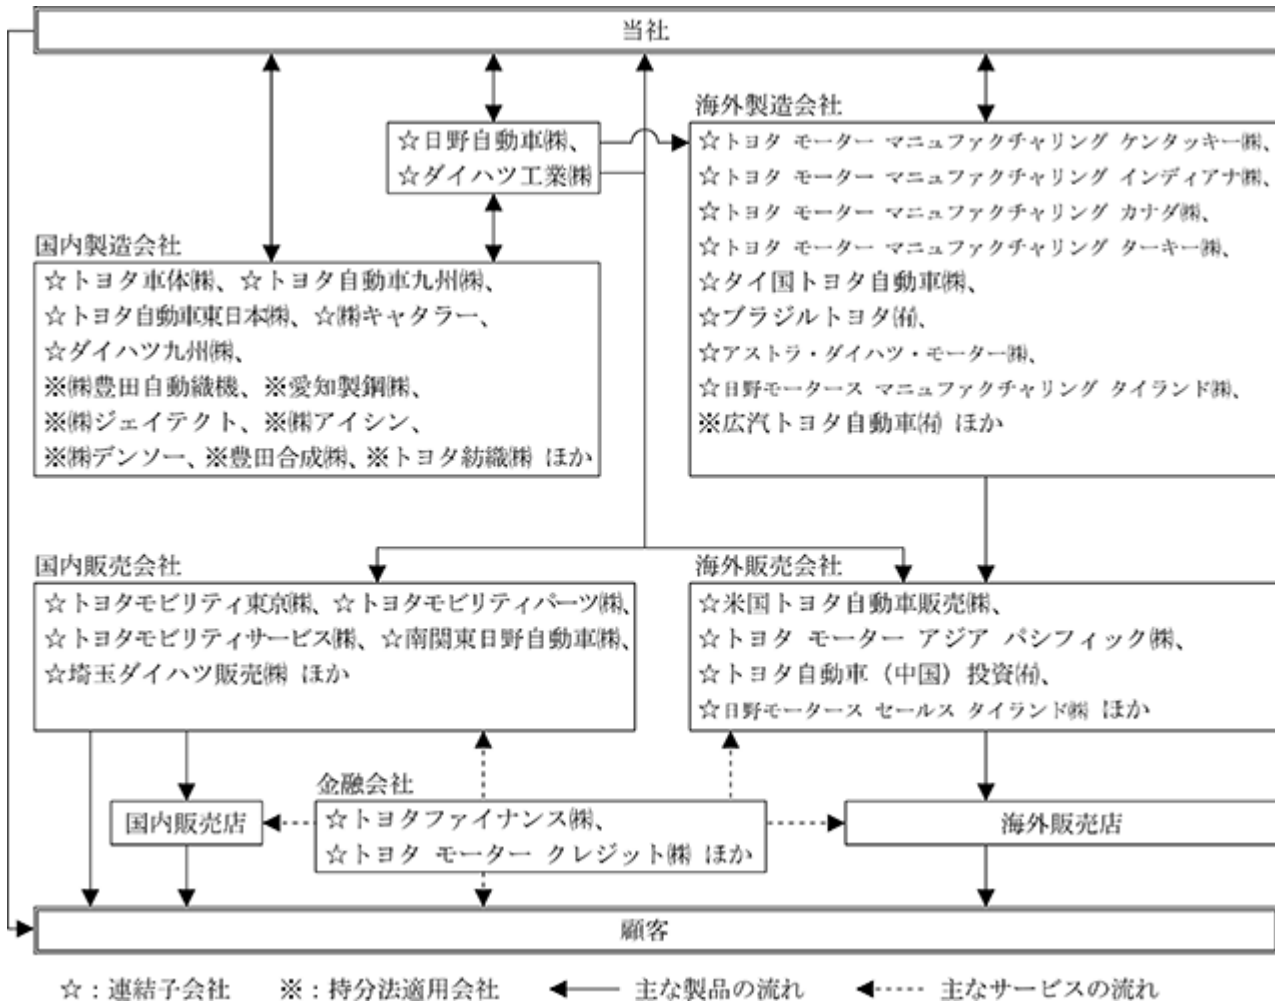 当社
☆日野自動車㈱、
☆ダイハツ工業㈱
海外製造会社
☆トヨタ モーター マニュファクチャリング ケンタッキー㈱、
☆トヨタ モーター マニュファクチャリング インディアナ㈱、
☆トヨタ モーター マニュファクチャリング カナダ㈱、
☆トヨタ モーター マニュファクチャリング ターキー㈱、
☆タイ国トヨタ自動車㈱、
☆ブラジルトヨタ㈲、
☆アストラ・ダイハツ・モーター㈱、
☆日野モータース マニュファクチャリング タイランド㈱、
※広汽トヨタ自動車㈲ ほか
国内製造会社
☆トヨタ車体㈱、☆トヨタ自動車九州㈱、
☆トヨタ自動車東日本㈱、☆㈱キャタラー、
☆ダイハツ九州㈱、
※㈱豊田自動織機、※愛知製鋼㈱、
※㈱ジェイテクト、※㈱アイシン、
※㈱デンソー、※豊田合成㈱、※トヨタ紡織㈱ ほか
国内販売会社
☆トヨタモビリティ東京㈱、☆トヨタモビリティパーツ㈱、
☆トヨタモビリティサービス㈱、☆南関東日野自動車㈱、
☆埼玉ダイハツ販売㈱ ほか
海外販売会社
☆米国トヨタ自動車販売㈱、
☆トヨタ モーター アジア パシフィック㈱、
☆トヨタ自動車（中国）投資㈲、
☆日野モータース セールス タイランド㈱ ほか
金融会社
☆トヨタファイナンス㈱、
☆トヨタ モーター クレジット㈱ ほか
国内販売店
海外販売店
顧客
☆：連結子会社 ※：持分法適用会社 主な製品の流れ 主なサービスの流れ